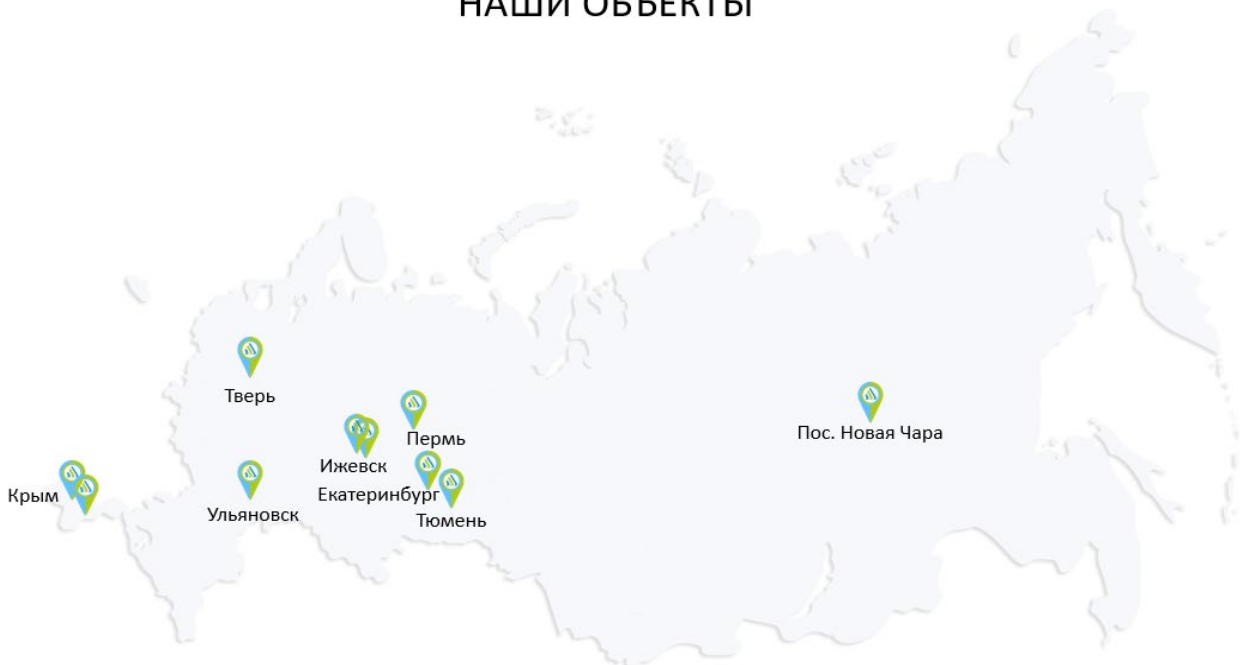 НАШИ ОБЪЕКТЫ
Тверь
Пос. Новая Чара
Пермь
Ижевск
Крым
Екатеринбург
Ульяновск
Тюмень